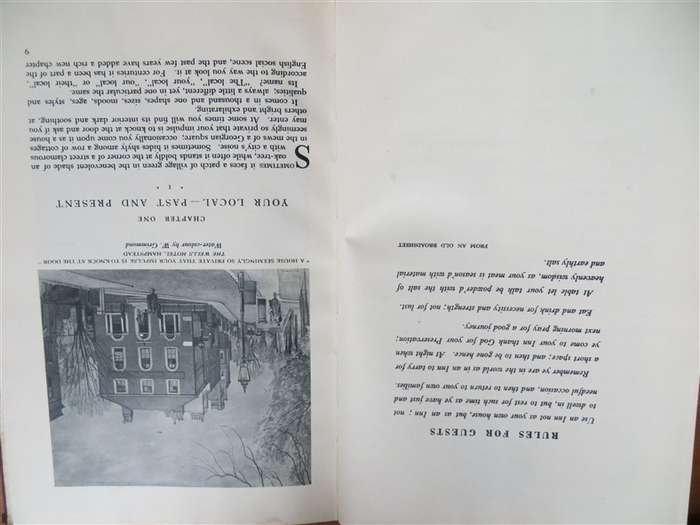 RULES FOR GUESTS
Use an Inn not as your own house, but as an Inn ; not
to dwell in, but to rest for such time as ye have just and
needful occasion, and then to return to your own families.
Remember ye are in the world as in an Inn to tarry for
a short space; and then to be gone hence. At night when
ye come to your Inn thank God for your Preservation;
next morning pray for a good journey.
Eat and drink for necessity and strength; not for lust.
At table let your talk be powder'd with the salt of
heavenly wisdom, as your meat is season'd with material
and earthly salt.
FROM AN OLD BROADSHEET
"A HOUSE SEEMINGLY SO PRIVATE THAT YOUR IMPULSE IS TO KNOCK AT THE DOOR"
THE WELLS HOTEL, HAMPSTEAD
Water-colour by W. Grimmond
CHAPTER ONE
YOUR LOCAL—PAST AND PRESENT
· I ·
SOMETIMES it faces a patch of village green in the benevolent shade of an
oak-tree, while often it stands boldly at the corner of a street clamorous
with a city's noise. Sometimes it hides shyly among a row of cottages
in the mews of a Georgian square; occasionally you come upon it as a house
seemingly so private that your impulse is to knock at the door and ask if you
may enter. At some times you will find its interior dark and soothing, at
others bright and exhilarating.
It comes in a thousand and one shapes, sizes, moods, ages, styles and
qualities; always a little different, yet in one particular the same.
Its name? "The local", "your local", "our local" or "their local",
according to the way you look at it. For centuries it has been a part of the
English social scene, and the past few years have added a rich new chapter
9